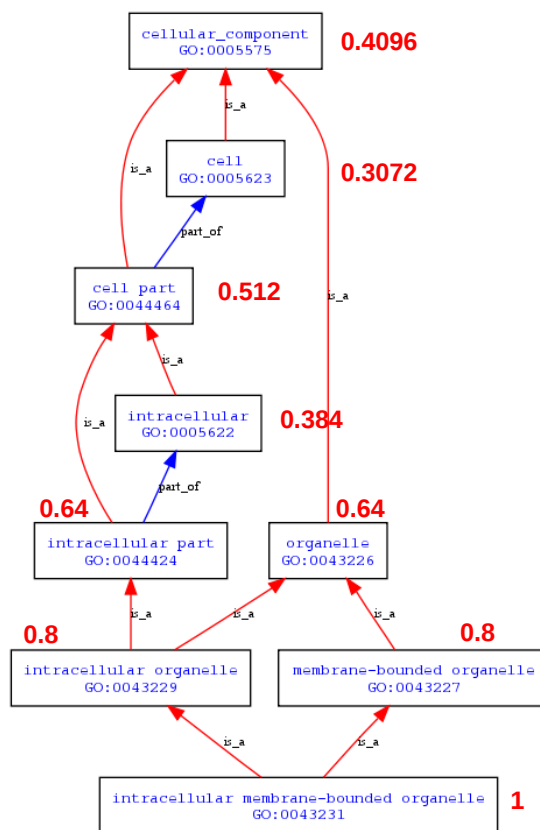 cellular_component
GO:0005575
0.4096
is_a
is_a
cell
GO:0005623
0.3072
part_of
cell part
GO:0044464
0.512
is_a
is_a
is_a
intracellular
GO:0005622
0.384
part_of
0.64
intracellular part
GO:0044424
0.64
organelle
GO:0043226
is_a
is_a
is_a
0.8
intracellular organelle
GO:0043229
0.8
membrane-bounded organelle
GO:0043227
is_a
is_a
intracellular membrane-bounded organelle
GO:0043231
1